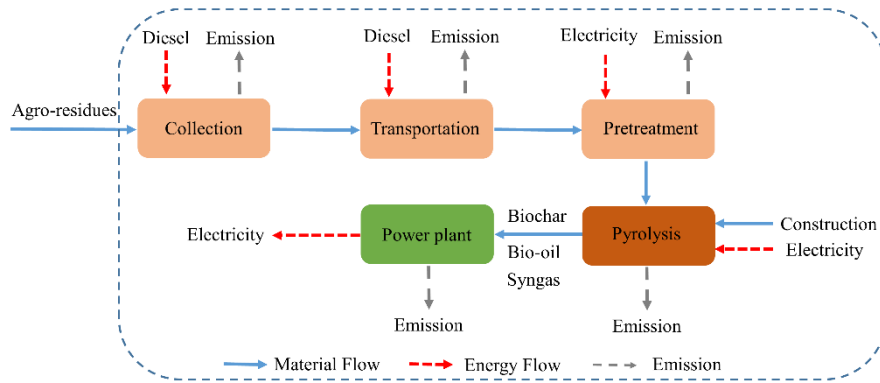 Diesel
Emission
Diesel
Emission
Electricity
Emission
Agro-residues
Collection
Transportation
Pretreatment
Electricity
Power plant
Biochar
Bio-oil
Syngas
Pyrolysis
Construction
Electricity
Emission
Emission
Material Flow
Energy Flow
Emission